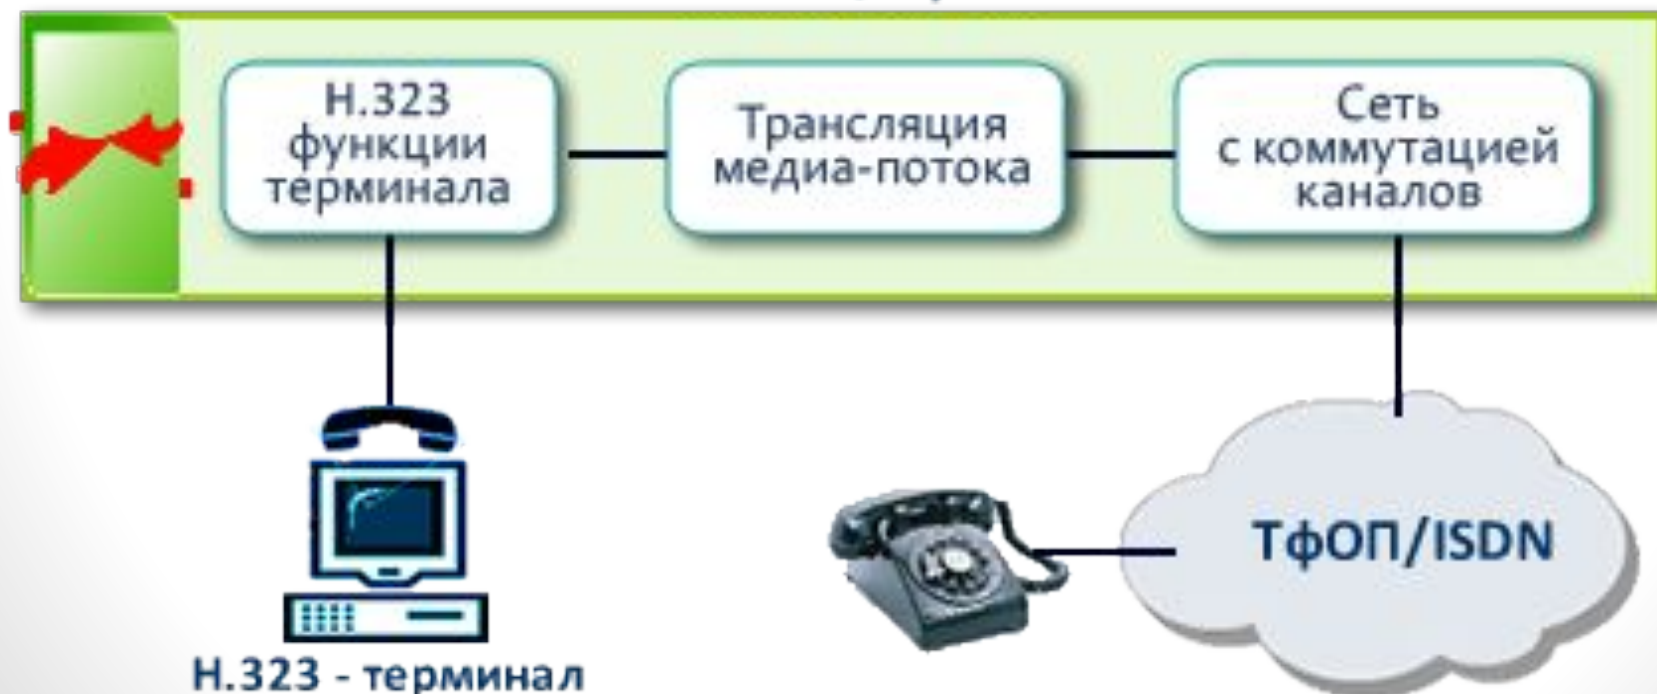 H.323
функции
терминала
Трансляция
медиа-потока
Сеть
с коммутацией
каналов
ТфОП/ISDN
H.323 - терминал